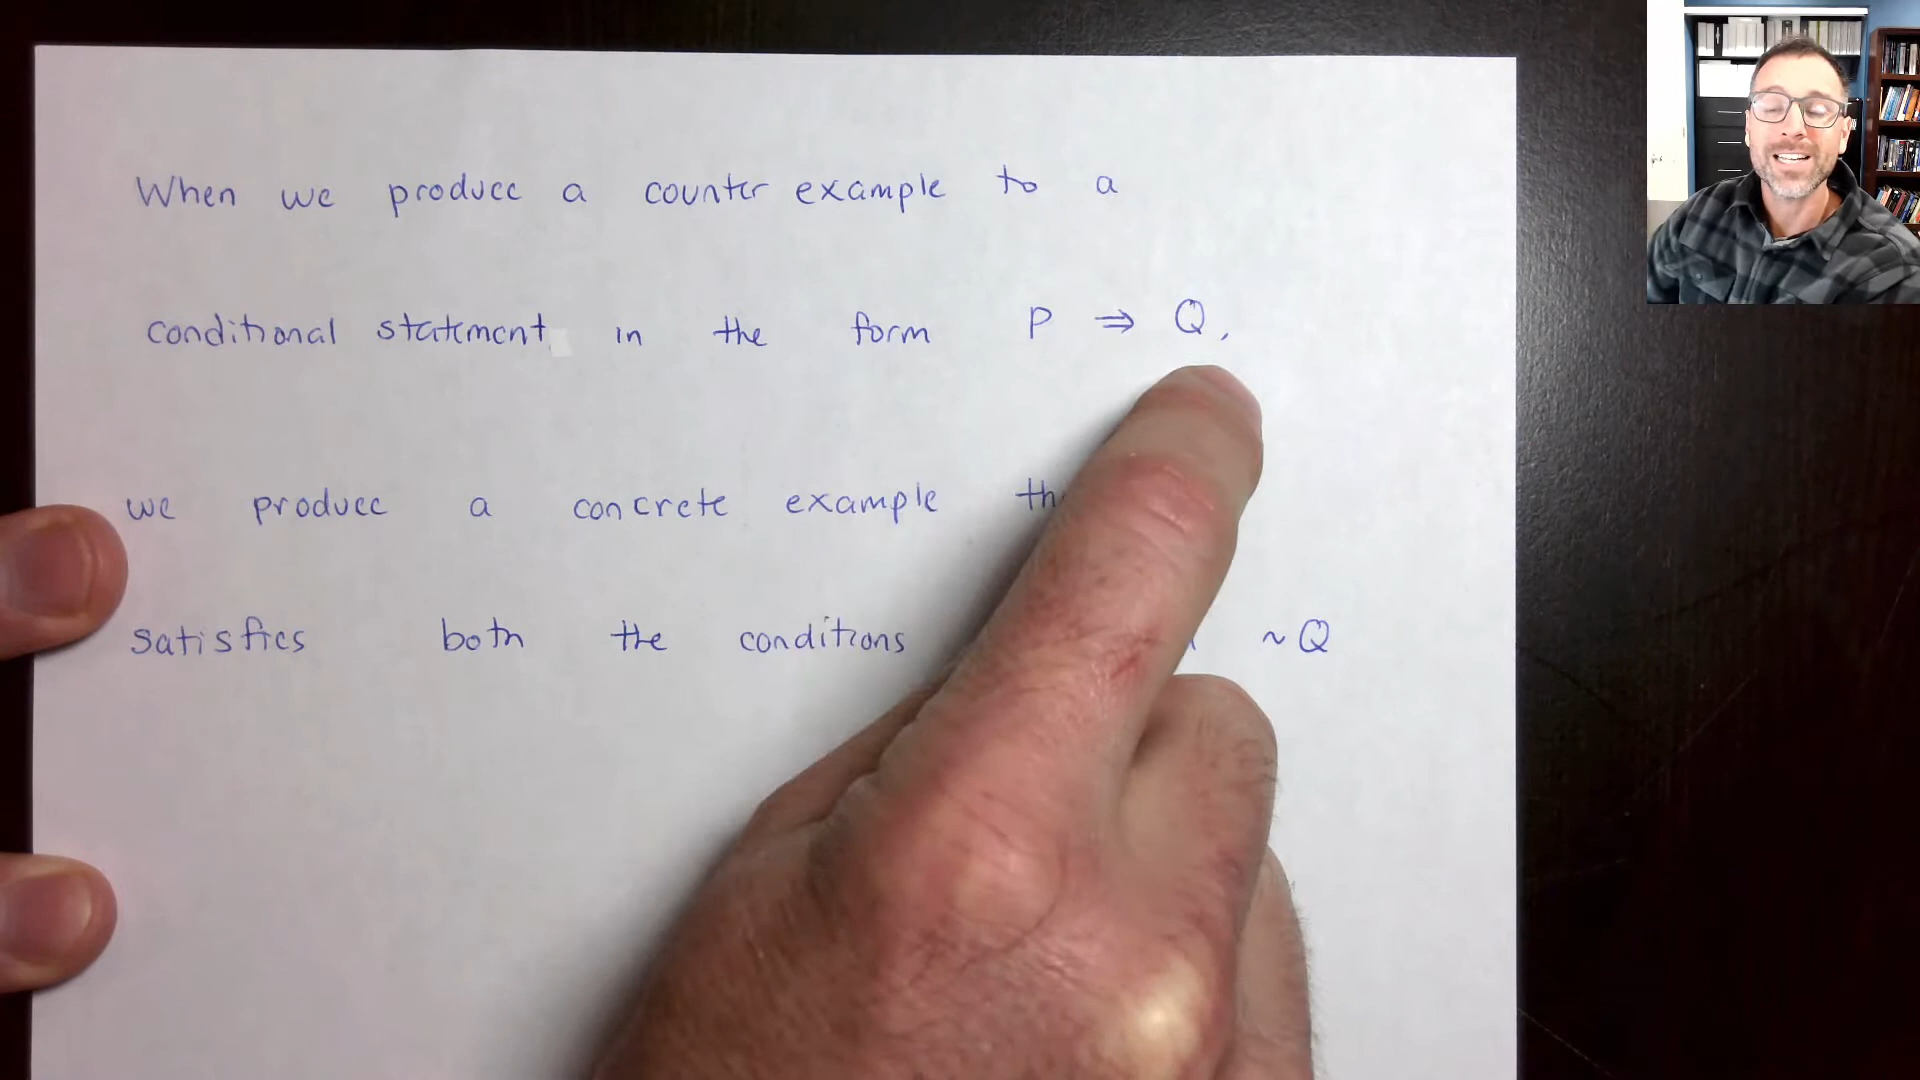 When we produce a counter example to a
conditional statement in the form P ⇒ Q,
we produce a concrete example
satisfies both the conditions ~Q